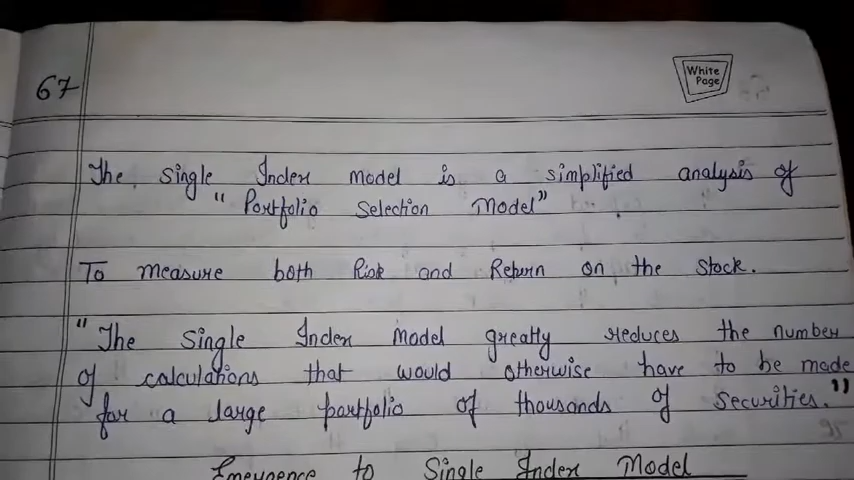 67
White
Page
The Single Index model is a simplified analysis of
" Portfolio Selection Model"
To measure both Risk and Return on the stock.
"The Single Index Model greatly reduces the number
of calculations that would otherwise have to be made
for a large portfolio of thousands of securities."
Emergence to Single Index Model